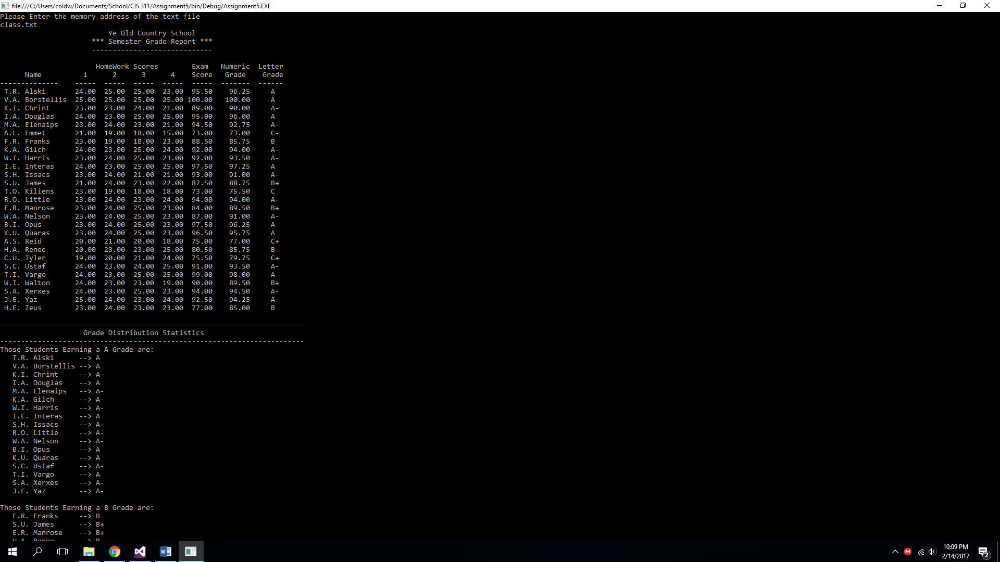 file:///C:/Users/coldw/Documents/School/CIS 311/Assignment5/bin/Debug/Assignment5.EXE
Please Enter the memory address of the text file
class.txt
Ye Old Country School
*** Semester Grade Report ***
-----------------------------
HomeWork Scores Exam Numeric Letter
Name 1 2 3 4 Score Grade Grade
-------------- ----- ----- ----- ----- ----- ------- ------
T.R. Alski 24.00 25.00 25.00 23.00 95.50 96.25 A
V.A. Borstellis 25.00 25.00 25.00 25.00 100.00 100.00 A
K.I. Chrint 23.00 23.00 24.00 21.00 89.00 90.00 A-
I.A. Douglas 24.00 23.00 25.00 25.00 95.00 96.00 A
M.A. Elenaips 23.00 24.00 23.00 21.00 94.50 92.75 A-
A.L. Emmet 21.00 19.00 18.00 15.00 73.00 73.00 C-
F.R. Franks 23.00 19.00 18.00 23.00 88.50 85.75 B
K.A. Gilch 24.00 23.00 25.00 24.00 92.00 94.00 A-
W.I. Harris 23.00 24.00 25.00 23.00 92.00 93.50 A-
I.E. Interas 24.00 23.00 25.00 25.00 97.50 97.25 A
S.H. Issacs 23.00 24.00 21.00 21.00 93.00 91.00 A-
S.U. James 21.00 24.00 23.00 22.00 87.50 88.75 B+
T.O. Kiliens 23.00 19.00 18.00 18.00 73.00 75.50 C
R.O. Little 23.00 24.00 23.00 24.00 94.00 94.00 A-
E.R. Manrose 23.00 24.00 25.00 23.00 84.00 89.50 B+
W.A. Nelson 23.00 24.00 25.00 23.00 87.00 91.00 A-
B.I. Opus 23.00 24.00 25.00 23.00 97.50 96.25 A
K.U. Quaras 23.00 24.00 25.00 23.00 96.50 95.75 A
A.S. Reid 20.00 21.00 20.00 18.00 75.00 77.00 C+
H.A. Renee 20.00 23.00 23.00 25.00 80.50 85.75 B
C.U. Tyler 19.00 20.00 21.00 24.00 75.50 79.75 C+
S.C. Ustaf 24.00 23.00 24.00 25.00 91.00 93.50 A-
T.I. Vargo 24.00 23.00 25.00 25.00 99.00 98.00 A
W.I. Walton 24.00 23.00 23.00 19.00 90.00 89.50 B+
S.A. Xerxes 24.00 23.00 25.00 23.00 94.00 94.50 A-
J.E. Yaz 25.00 24.00 23.00 24.00 92.50 94.25 A-
H.E. Zeus 23.00 24.00 23.00 23.00 77.00 85.00 B
-------------------------------------------------------------------------
Grade Distribution Statistics
-------------------------------------------------------------------------
Those Students Earning a A Grade are:
T.R. Alski --> A
V.A. Borstellis --> A
K.I. Chrint --> A-
I.A. Douglas --> A
M.A. Elenaips --> A-
K.A. Gilch --> A-
W.I. Harris --> A-
I.E. Interas --> A
S.H. Issacs --> A-
R.O. Little --> A-
W.A. Nelson --> A-
B.I. Opus --> A
K.U. Quaras --> A
S.C. Ustaf --> A-
T.I. Vargo --> A
S.A. Xerxes --> A-
J.E. Yaz --> A-
Those Students Earning a B Grade are:
F.R. Franks --> B
S.U. James --> B+
E.R. Manrose --> B+
H.A. Renee --> B
10:09 PM
2/14/2017
2